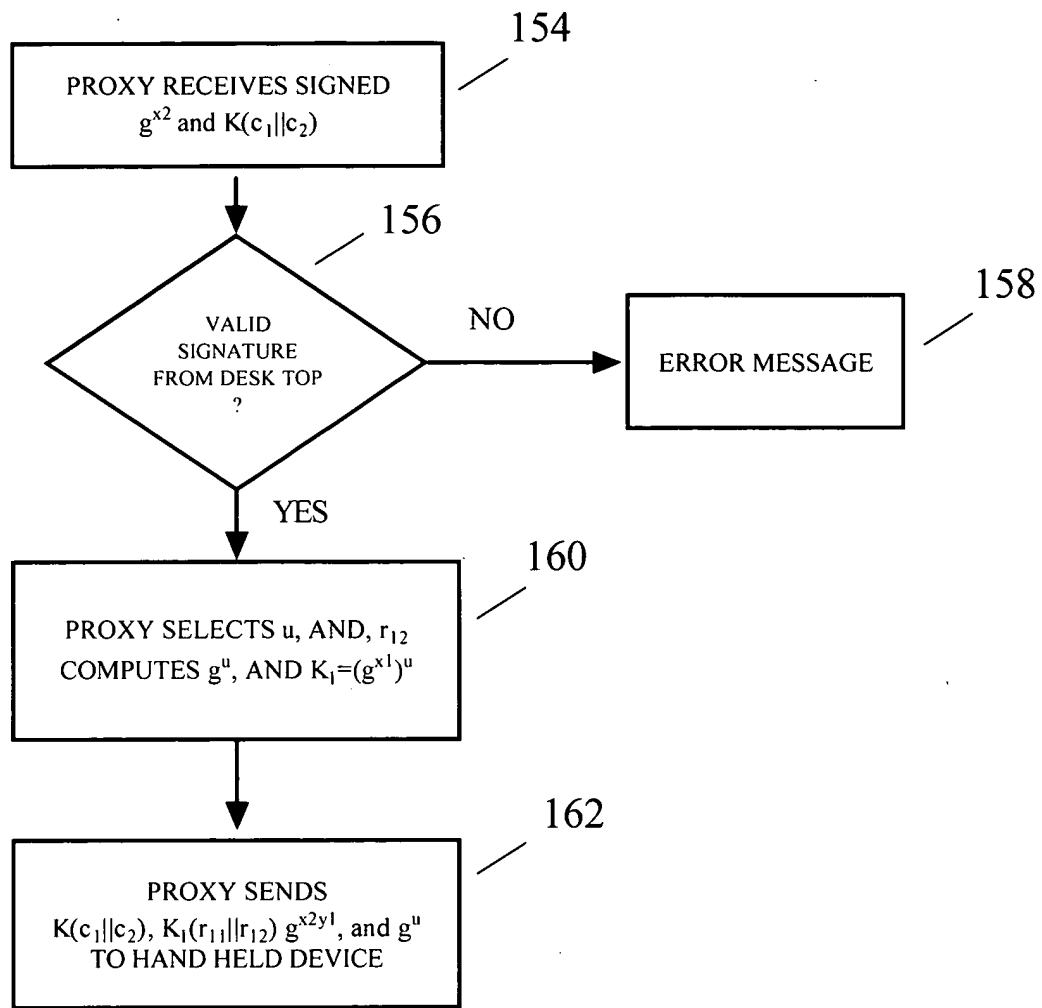 154
PROXY RECEIVES SIGNED
g^x2 and K(c₁||c₂)
156
VALID
SIGNATURE
FROM DESK TOP
?
NO
158
ERROR MESSAGE
YES
160
PROXY SELECTS u, AND, r₁₂
COMPUTES g^u, AND K₁=(g^x1)^u
162
PROXY SENDS
K(c₁||c₂), K₁(r₁₁||r₁₂) g^x2y1, and g^u
TO HAND HELD DEVICE